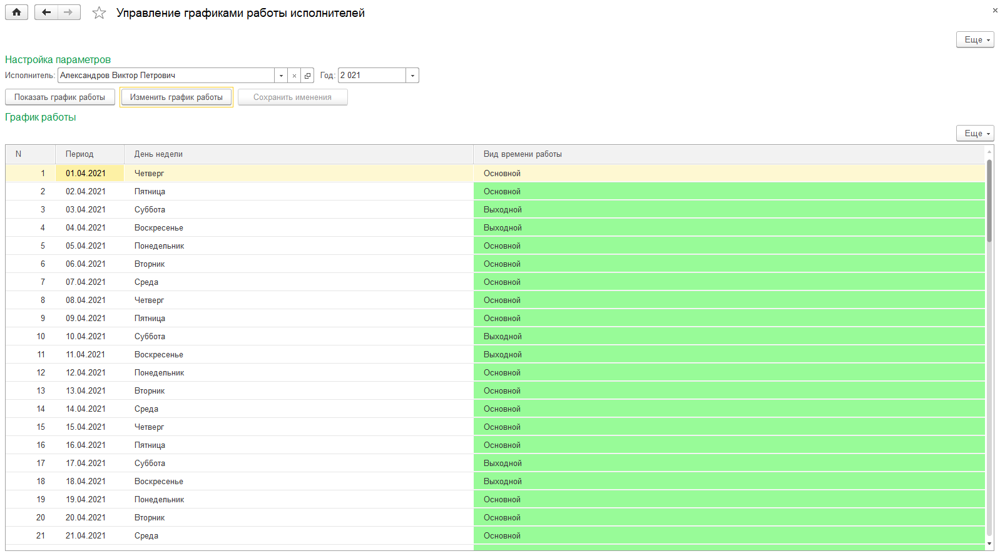 Управление графиками работы исполнителей
Еще
Настройка параметров
Исполнитель: Александров Виктор Петрович Год: 2 021
Показать график работы Изменить график работы Сохранить именения
График работы
Еще
N Период День недели Вид времени работы
1 01.04.2021 Четверг Основной
2 02.04.2021 Пятница Основной
3 03.04.2021 Суббота Выходной
4 04.04.2021 Воскресенье Выходной
5 05.04.2021 Понедельник Основной
6 06.04.2021 Вторник Основной
7 07.04.2021 Среда Основной
8 08.04.2021 Четверг Основной
9 09.04.2021 Пятница Основной
10 10.04.2021 Суббота Выходной
11 11.04.2021 Воскресенье Выходной
12 12.04.2021 Понедельник Основной
13 13.04.2021 Вторник Основной
14 14.04.2021 Среда Основной
15 15.04.2021 Четверг Основной
16 16.04.2021 Пятница Основной
17 17.04.2021 Суббота Выходной
18 18.04.2021 Воскресенье Выходной
19 19.04.2021 Понедельник Основной
20 20.04.2021 Вторник Основной
21 21.04.2021 Среда Основной